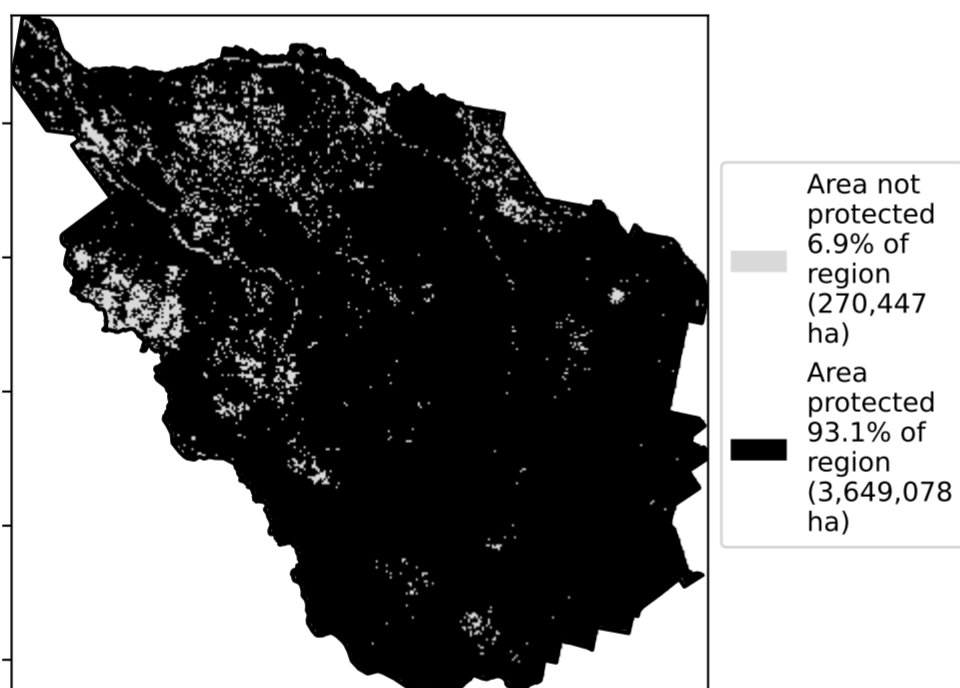 Area not
protected
6.9% of
region
(270,447
ha)
Area
protected
93.1% of
region
(3,649,078
ha)